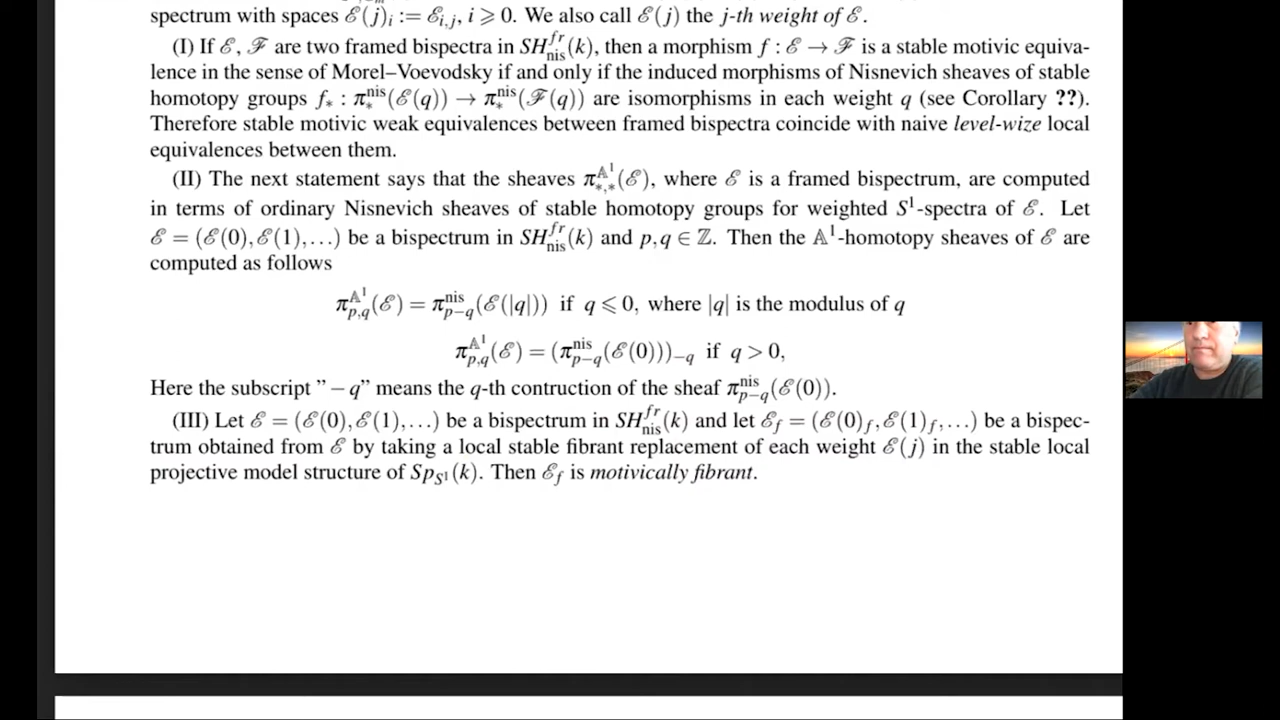 spectrum with spaces ℰ(j)ᵢ := ℰᵢ,ⱼ, i ⩾ 0. We also call ℰ(j) the j-th weight of ℰ.
(I) If ℰ, ℱ are two framed bispectra in SH^{fr}_{nis}(k), then a morphism f : ℰ → ℱ is a stable motivic equiva-
lence in the sense of Morel–Voevodsky if and only if the induced morphisms of Nisnevich sheaves of stable
homotopy groups f_* : π^{nis}_*(ℰ(q)) → π^{nis}_*(ℱ(q)) are isomorphisms in each weight q (see Corollary ??).
Therefore stable motivic weak equivalences between framed bispectra coincide with naive level-wize local
equivalences between them.
(II) The next statement says that the sheaves π^{𝔸¹}_{*,*}(ℰ), where ℰ is a framed bispectrum, are computed
in terms of ordinary Nisnevich sheaves of stable homotopy groups for weighted S¹-spectra of ℰ. Let
ℰ = (ℰ(0),ℰ(1),...) be a bispectrum in SH^{fr}_{nis}(k) and p,q ∈ ℤ. Then the 𝔸¹-homotopy sheaves of ℰ are
computed as follows
π^{𝔸¹}_{p,q}(ℰ) = π^{nis}_{p−q}(ℰ(|q|)) if q ⩽ 0, where |q| is the modulus of q
π^{𝔸¹}_{p,q}(ℰ) = (π^{nis}_{p−q}(ℰ(0)))_{−q} if q > 0,
Here the subscript ”−q” means the q-th contruction of the sheaf π^{nis}_{p−q}(ℰ(0)).
(III) Let ℰ = (ℰ(0),ℰ(1),...) be a bispectrum in SH^{fr}_{nis}(k) and let ℰ_f = (ℰ(0)_f,ℰ(1)_f,...) be a bispec-
trum obtained from ℰ by taking a local stable fibrant replacement of each weight ℰ(j) in the stable local
projective model structure of Sp_{S¹}(k). Then ℰ_f is motivically fibrant.